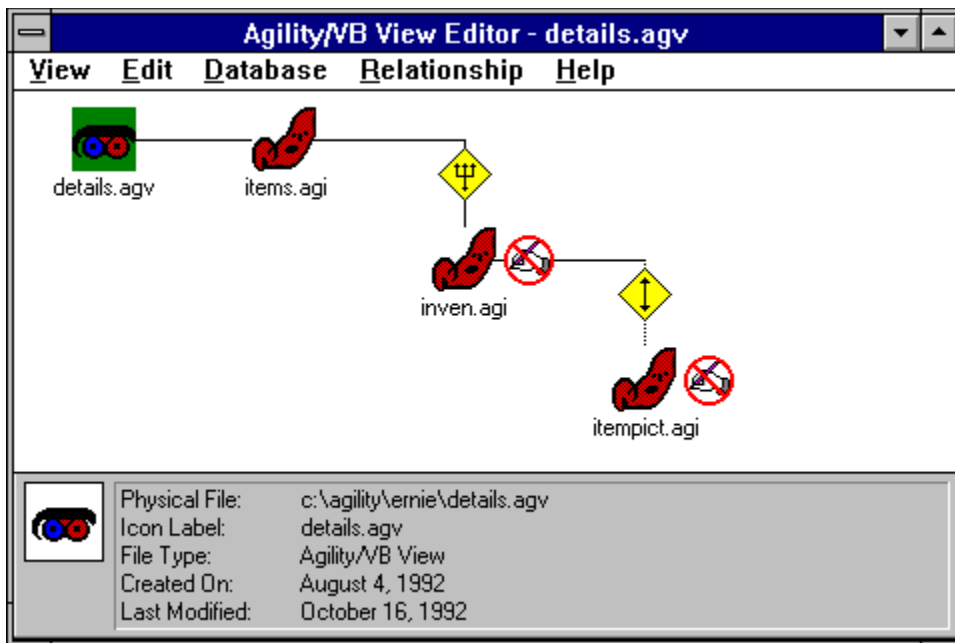 Agility/VB View Editor - details.agv
View Edit Database Relationship Help
details.agv items.agi
inven.agi
itempict.agi
Physical File: c:\agility\ernie\details.agv
Icon Label: details.agv
File Type: Agility/VB View
Created On: August 4, 1992
Last Modified: October 16, 1992